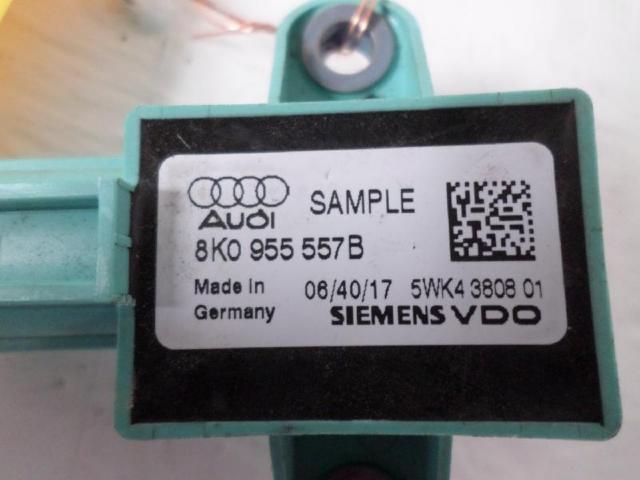 Audi SAMPLE
8K0 955 557B
Made in 06/40/17 5WK4 3808 01
Germany SIEMENS VDO